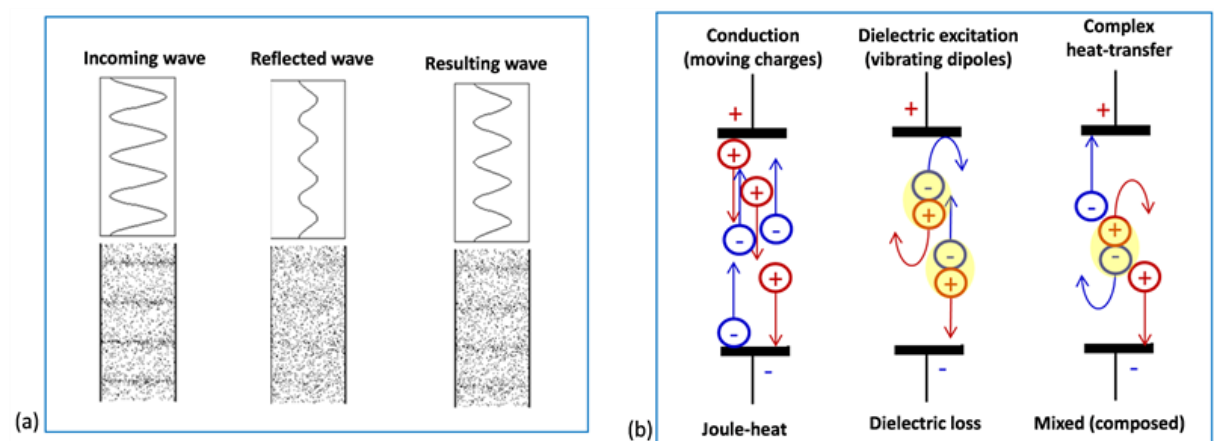 Incoming wave
Reflected wave
Resulting wave
(a)
Conduction
(moving charges)
Dielectric excitation
(vibrating dipoles)
Complex
heat-transfer
+
+
+
+
+
+
-
-
-
-
+
-
+
-
+
-
+
-
-
-
Joule-heat
Dielectric loss
Mixed (composed)
(b)